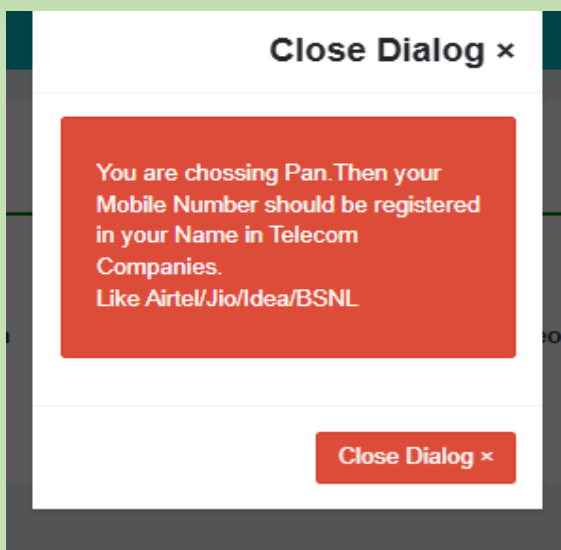 Close Dialog ×
You are chossing Pan.Then your
Mobile Number should be registered
in your Name in Telecom
Companies.
Like Airtel/Jio/Idea/BSNL
Close Dialog ×